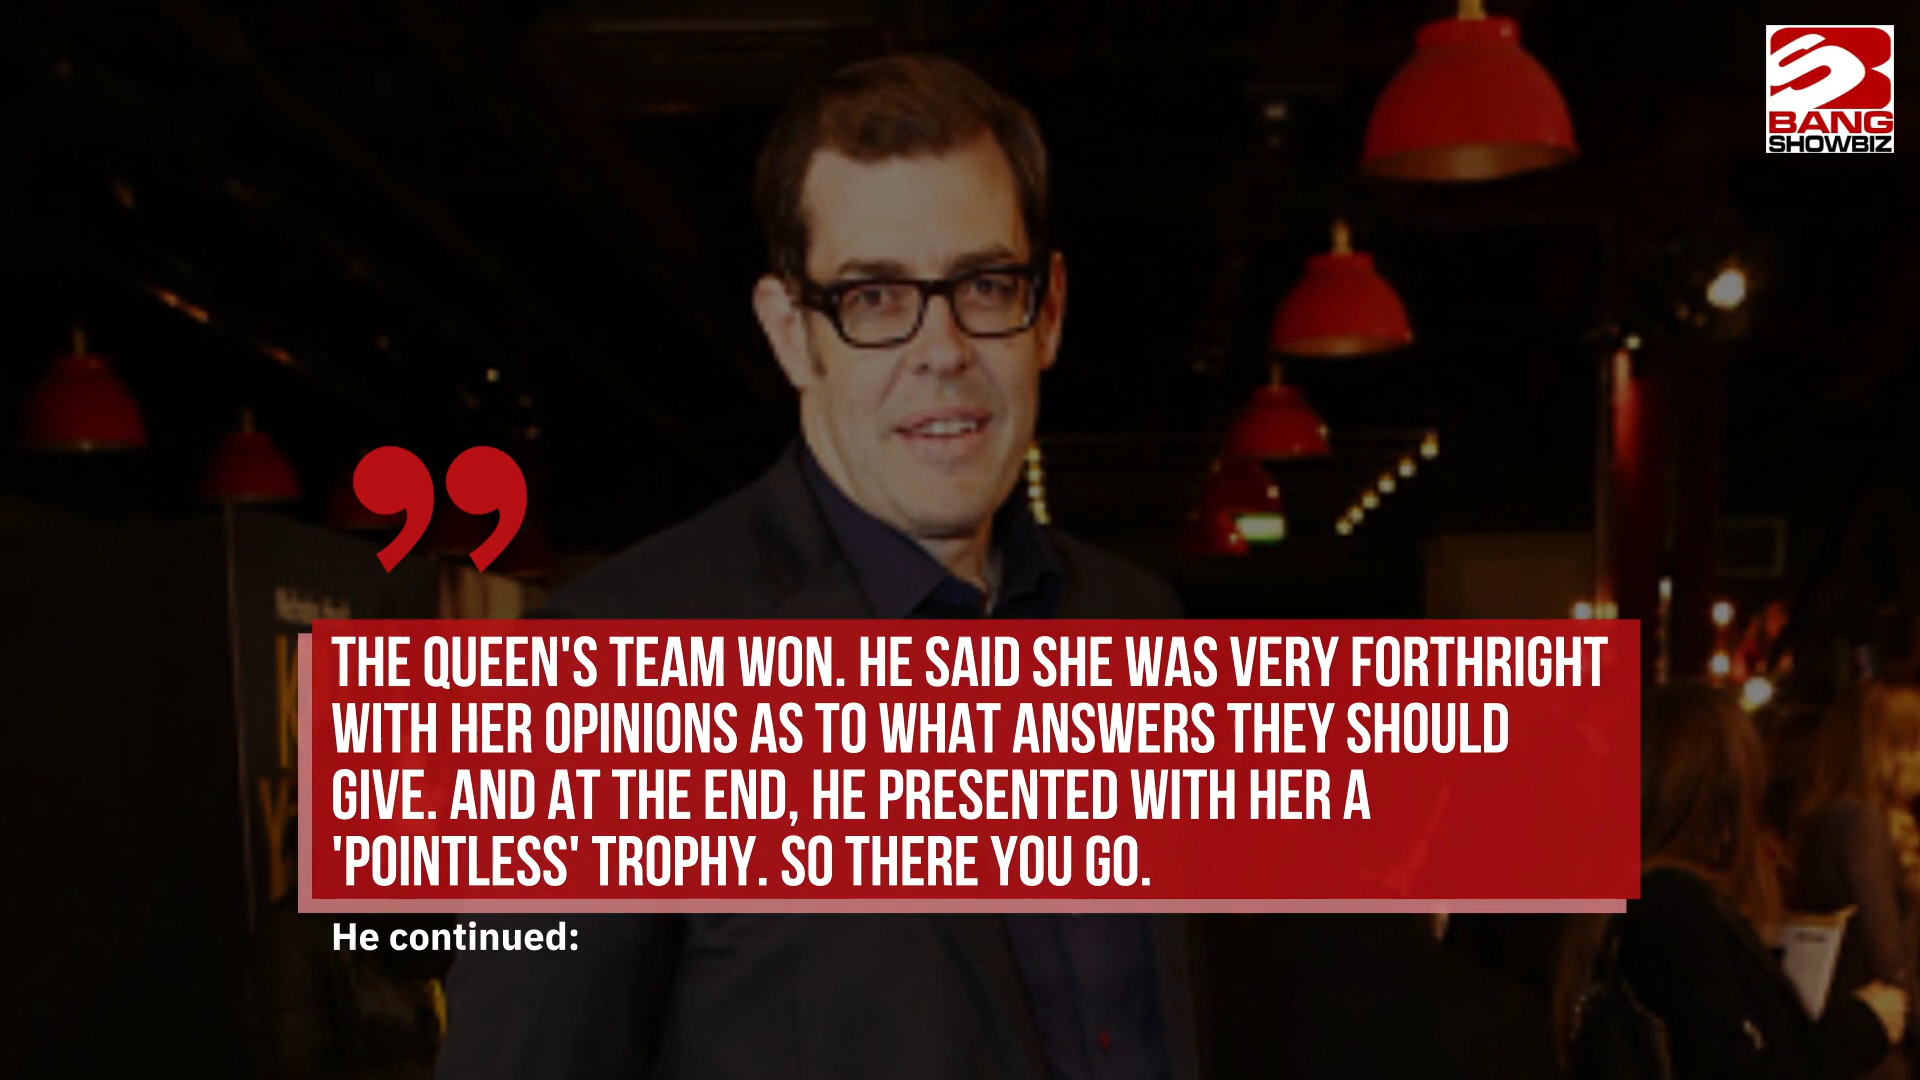 BANG
SHOWBIZ
THE QUEEN'S TEAM WON. HE SAID SHE WAS VERY FORTHRIGHT
WITH HER OPINIONS AS TO WHAT ANSWERS THEY SHOULD
GIVE. AND AT THE END, HE PRESENTED WITH HER A
'POINTLESS' TROPHY. SO THERE YOU GO.
He continued: